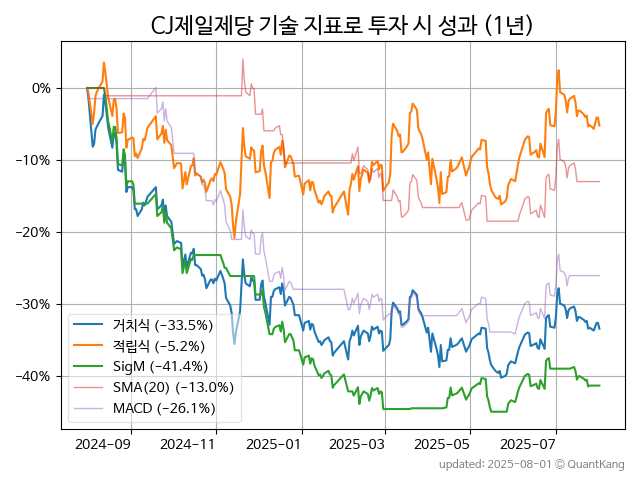 CJ제일제당 기술 지표로 투자 시 성과 (1년)
0%
−10%
−20%
−30%
−40%
거치식 (−33.5%)
적립식 (−5.2%)
SigM (−41.4%)
SMA(20) (−13.0%)
MACD (−26.1%)
2024-09 2024-11 2025-01 2025-03 2025-05 2025-07
updated: 2025-08-01 © QuantKang